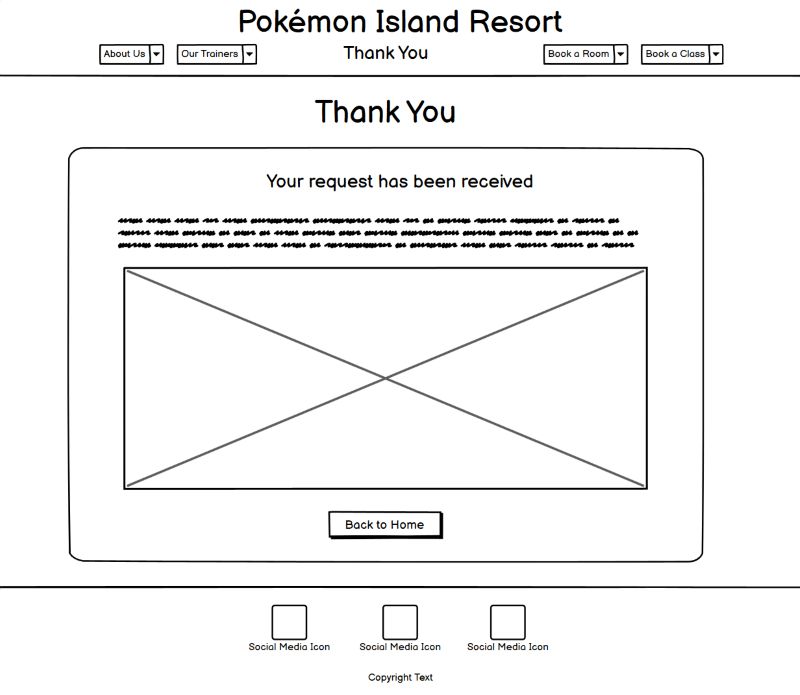 Pokémon Island Resort
About Us Our Trainers Thank You Book a Room Book a Class
Thank You
Your request has been received
Back to Home
Social Media Icon Social Media Icon Social Media Icon
Copyright Text